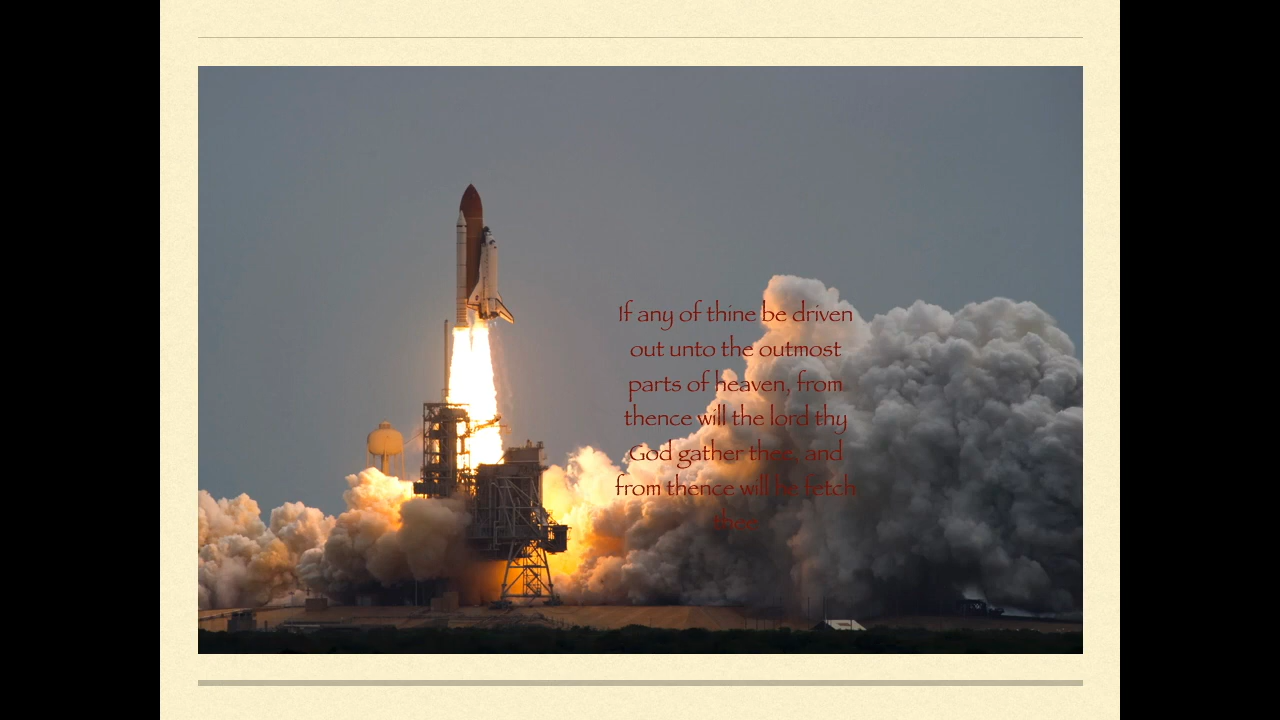 If any of thine be driven
out unto the outmost
parts of heaven, from
thence will the lord thy
God gather thee, and
from thence will he fetch
thee